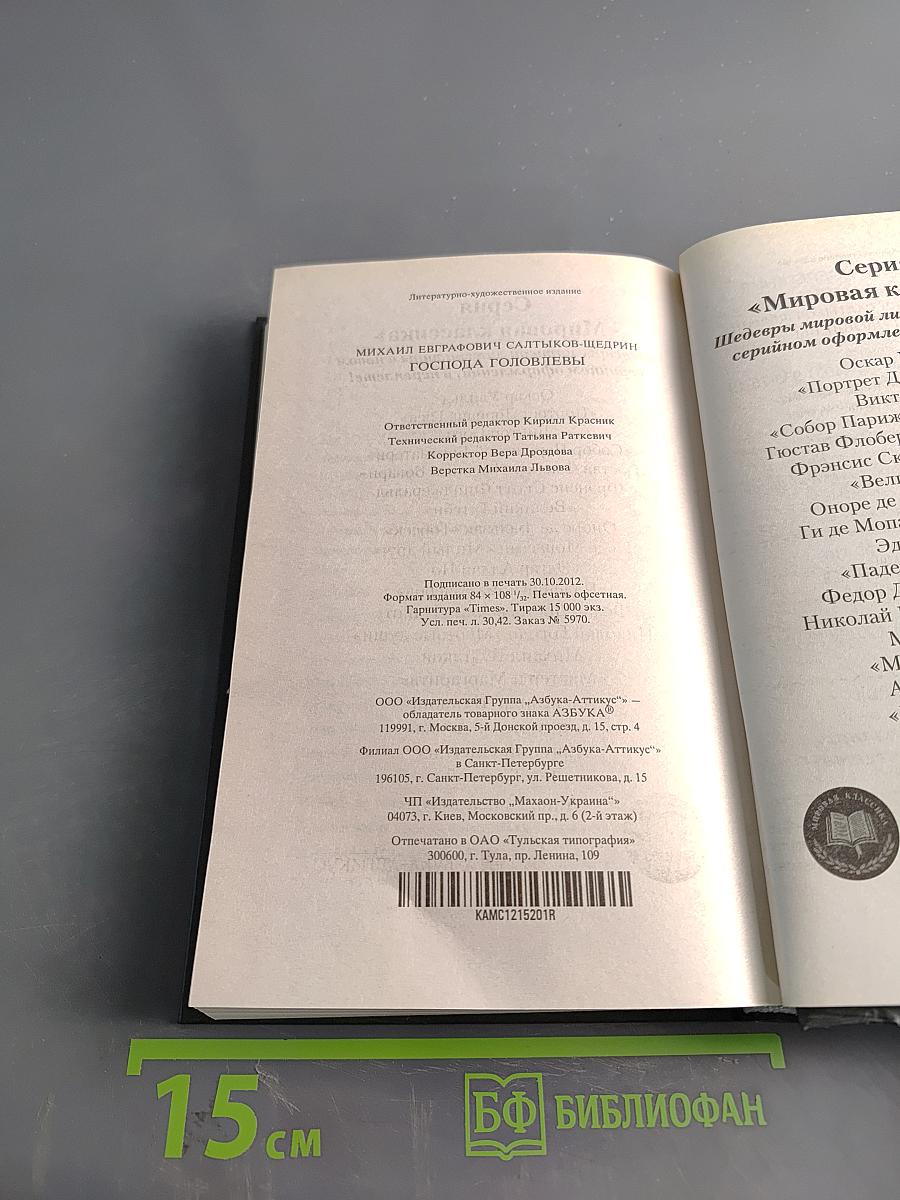 Литературно-художественное издание
МИХАИЛ ЕВГРАФОВИЧ САЛТЫКОВ-ЩЕДРИН
ГОСПОДА ГОЛОВЛЕВЫ
Ответственный редактор Кирилл Красник
Технический редактор Татьяна Раткевич
Корректор Вера Дроздова
Верстка Михаила Львова
Подписано в печать 30.10.2012.
Формат издания 84 × 108 1/32. Печать офсетная.
Гарнитура «Times». Тираж 15 000 экз.
Усл. печ. л. 30,42. Заказ № 5970.
ООО «Издательская Группа „Азбука-Аттикус“» —
обладатель товарного знака АЗБУКА®
119991, г. Москва, 5-й Донской проезд, д. 15, стр. 4
Филиал ООО «Издательская Группа „Азбука-Аттикус“»
в Санкт-Петербурге
196105, г. Санкт-Петербург, ул. Решетникова, д. 15
ЧП «Издательство „Махаон-Украина“»
04073, г. Киев, Московский пр., д. 6 (2-й этаж)
Отпечатано в ОАО «Тульская типография»
300600, г. Тула, пр. Ленина, 109
KAMC1215201R
Серия
«Мировая к
Шедевры мировой ли
серийном оформле
Оскар
«Портрет Д
Викт
«Собор Париж
Гюстав Флобер
Фрэнсис Ск
«Вели
Оноре де
Ги де Мопа
Эд
«Паде
Федор Д
Николай
М
«М
А
МИРОВАЯ КЛАССИКА
15 см
БФ БИБЛИОФАН